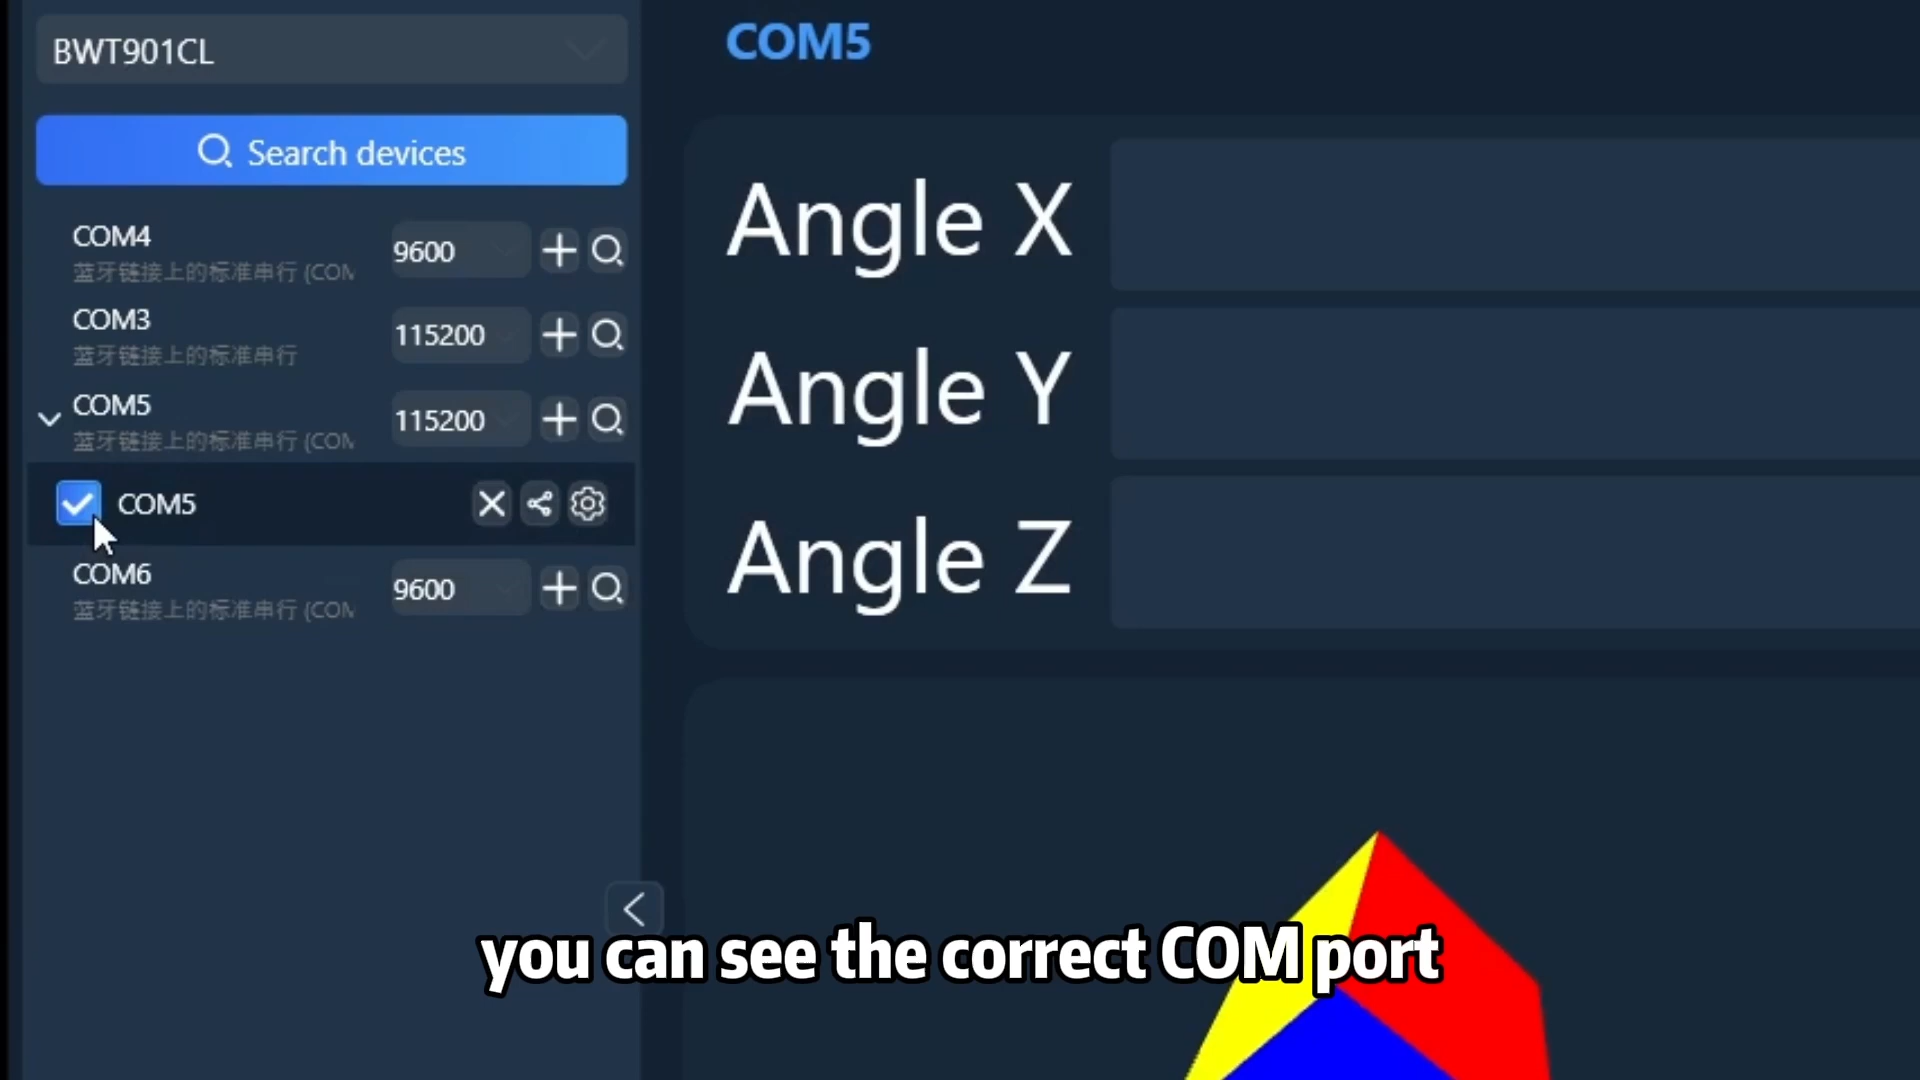 BWT901CL
Search devices
COM4
9600
蓝牙链接上的标准串行 (COM
COM3
115200
蓝牙链接上的标准串行
COM5
115200
蓝牙链接上的标准串行 (COM
COM5
COM6
9600
蓝牙链接上的标准串行 (COM
COM5
Angle X
Angle Y
Angle Z
you can see the correct COM port